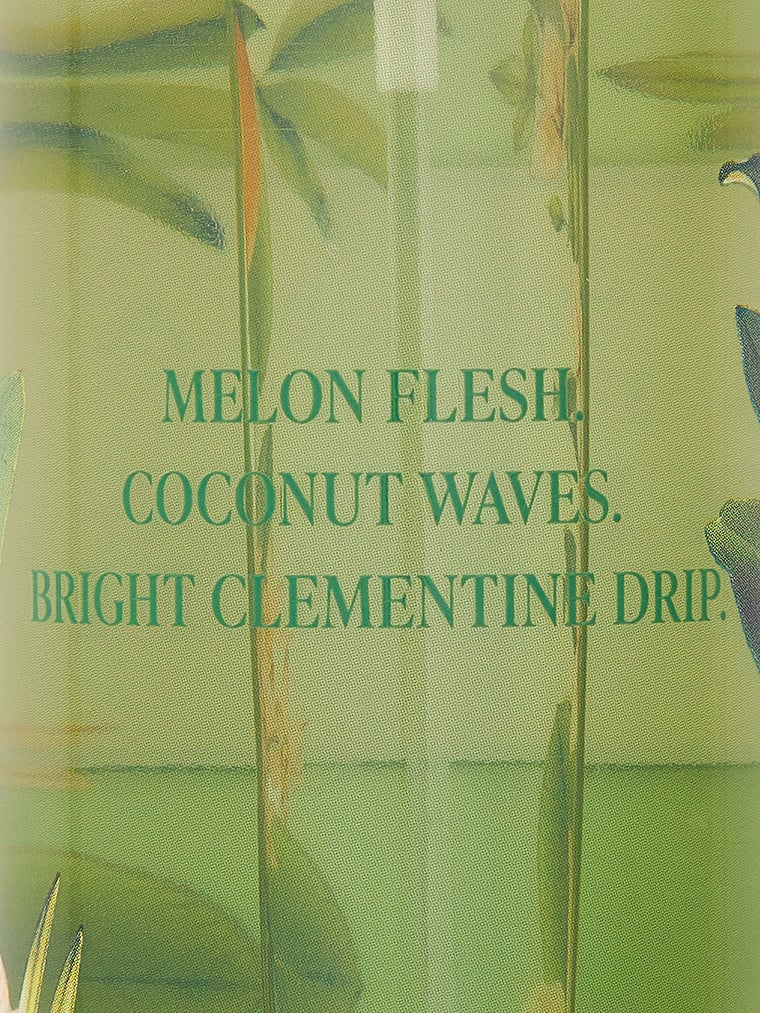 MELON FLESH.
COCONUT WAVES.
BRIGHT CLEMENTINE DRIP.